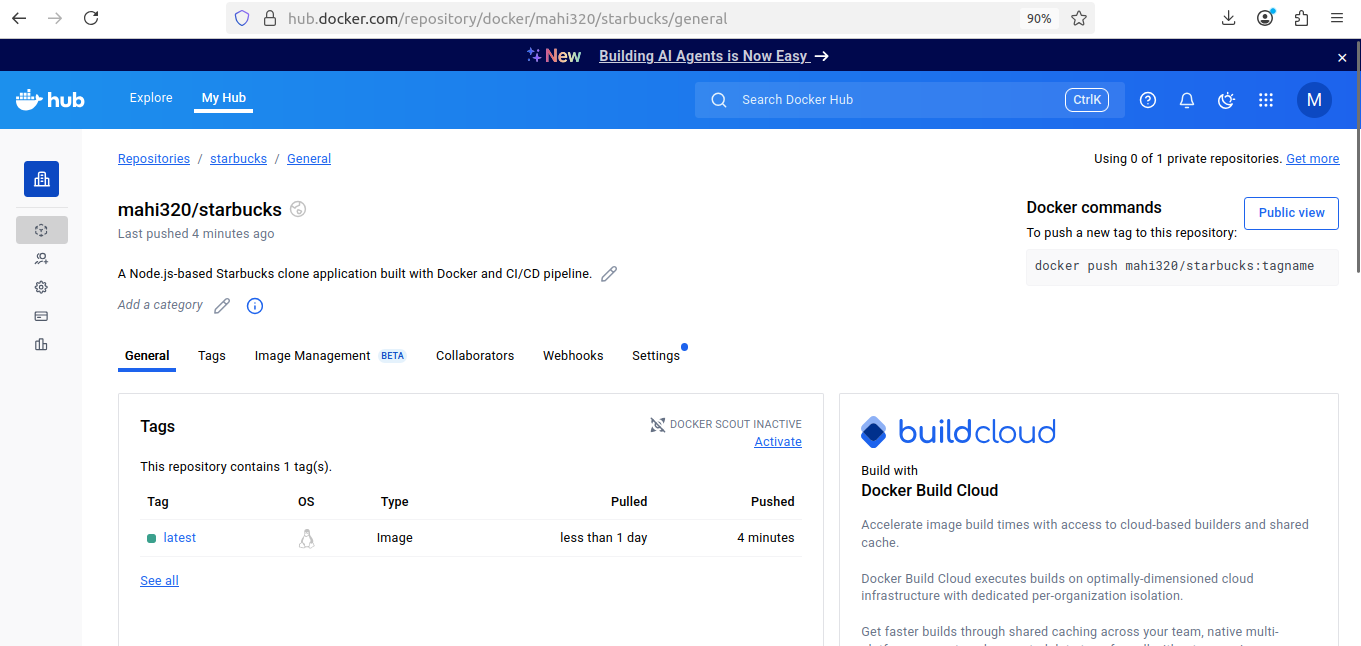 hub.docker.com/repository/docker/mahi320/starbucks/general
90%
New Building AI Agents is Now Easy →
hub
Explore
My Hub
Search Docker Hub
CtrlK
M
Repositories / starbucks / General
Using 0 of 1 private repositories. Get more
mahi320/starbucks
Last pushed 4 minutes ago
A Node.js-based Starbucks clone application built with Docker and CI/CD pipeline.
Add a category
Docker commands
Public view
To push a new tag to this repository:
docker push mahi320/starbucks:tagname
General
Tags
Image Management BETA
Collaborators
Webhooks
Settings
Tags
DOCKER SCOUT INACTIVE
Activate
This repository contains 1 tag(s).
Tag OS Type Pulled Pushed
latest Image less than 1 day 4 minutes
See all
buildcloud
Build with
Docker Build Cloud
Accelerate image build times with access to cloud-based builders and shared
cache.
Docker Build Cloud executes builds on optimally-dimensioned cloud
infrastructure with dedicated per-organization isolation.
Get faster builds through shared caching across your team, native multi-